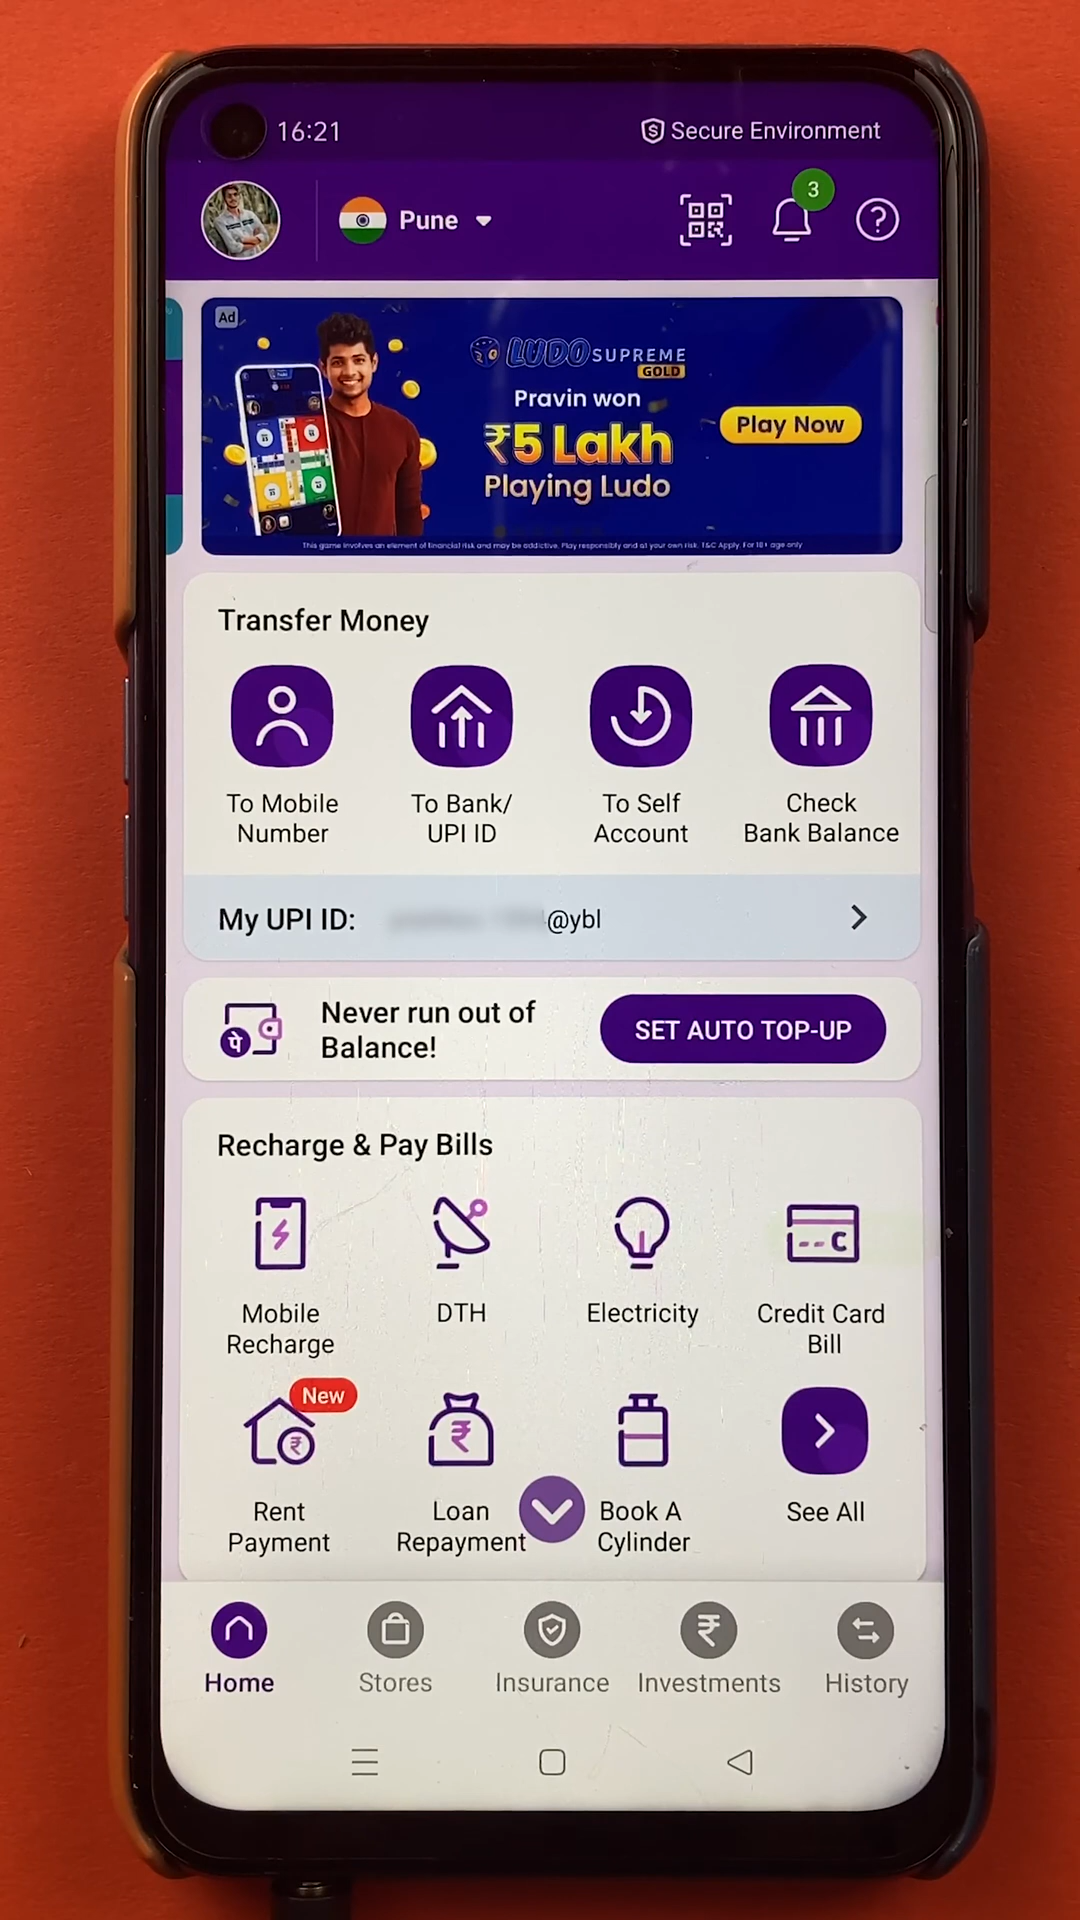 16:21
Secure Environment
Pune
3
Ad
LUDO SUPREME
GOLD
Pravin won
₹5 Lakh
Playing Ludo
Play Now
This game involves an element of financial risk and may be addictive. Play responsibly and at your own risk. T&C Apply. For 18+ age only
Transfer Money
To Mobile
Number
To Bank/
UPI ID
To Self
Account
Check
Bank Balance
My UPI ID:
@ybl
पे
Never run out of
Balance!
SET AUTO TOP-UP
Recharge & Pay Bills
Mobile
Recharge
DTH
Electricity
Credit Card
Bill
New
Rent
Payment
Loan
Repayment
Book A
Cylinder
See All
Home
Stores
Insurance
Investments
History